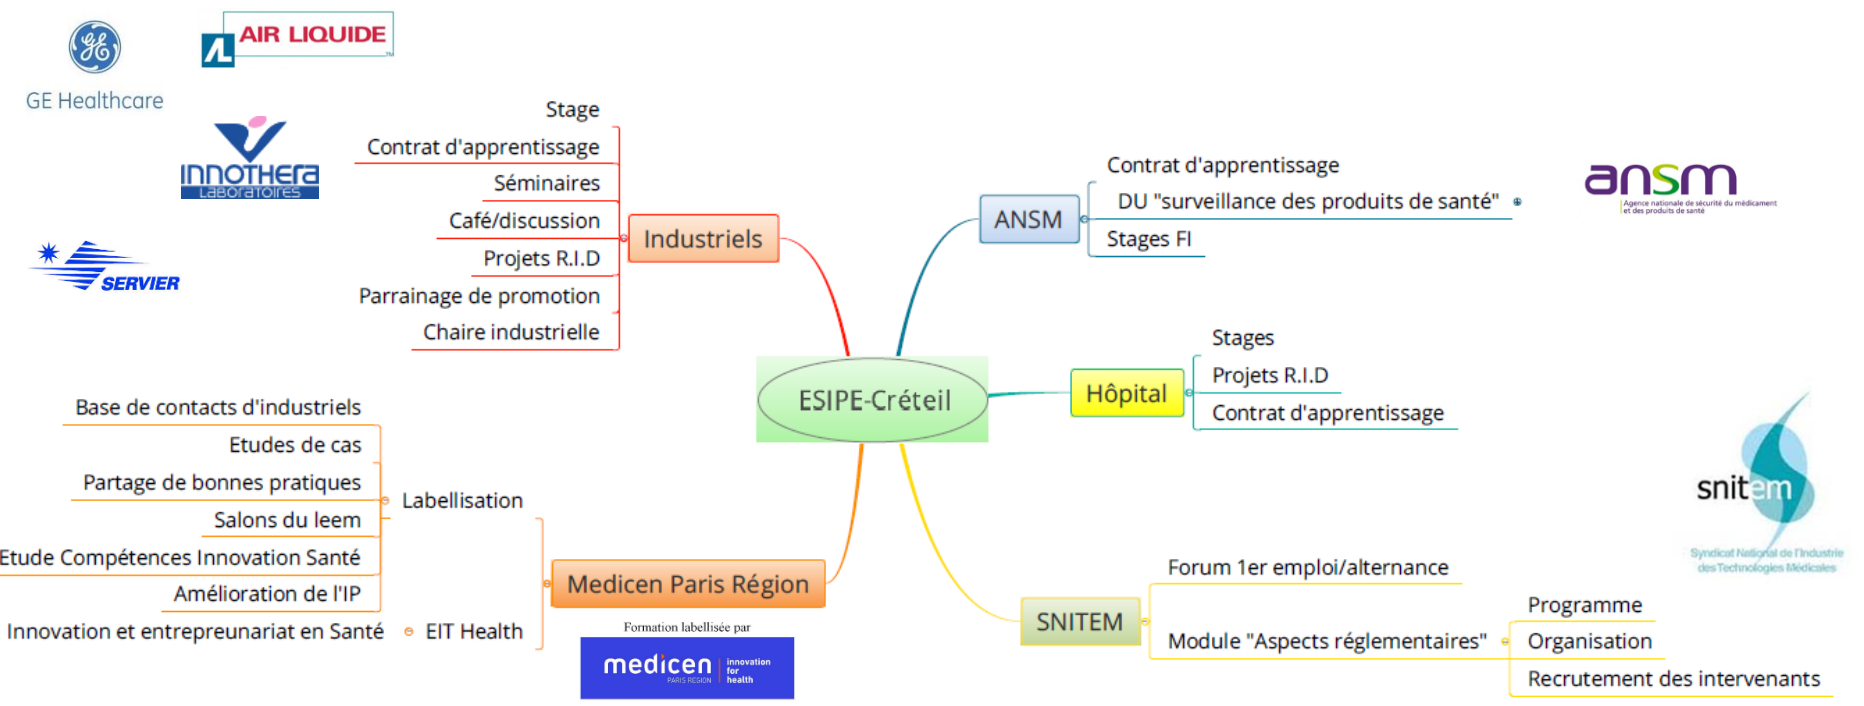 GE Healthcare
AIR LIQUIDE
INNOTHERA
LABORATOIRES
SERVIER
Stage
Contrat d'apprentissage
Séminaires
Café/discussion
Projets R.I.D
Parrainage de promotion
Chaire industrielle
Industriels
ANSM
Contrat d'apprentissage
DU "surveillance des produits de santé"
Stages FI
ansm
Agence nationale de sécurité du médicament
et des produits de santé
ESIPE-Créteil
Hôpital
Stages
Projets R.I.D
Contrat d'apprentissage
Base de contacts d'industriels
Etudes de cas
Partage de bonnes pratiques
Salons du leem
Etude Compétences Innovation Santé
Amélioration de l'IP
Labellisation
Innovation et entrepreunariat en Santé
EIT Health
Medicen Paris Région
Formation labellisée par
medicen
PARIS REGION
innovation
for
health
SNITEM
Forum 1er emploi/alternance
Module "Aspects réglementaires"
Programme
Organisation
Recrutement des intervenants
snitem
Syndicat National de l'Industrie
des Technologies Médicales